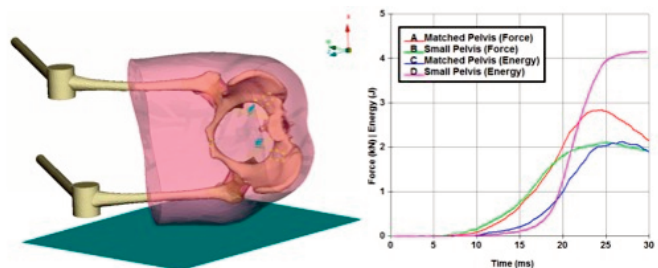 A Matched Pelvis (Force)
B Small Pelvis (Force)
C Matched Pelvis (Energy)
D Small Pelvis (Energy)
Force (kN) | Energy (J)
5
4
3
2
1
0
0 5 10 15 20 25 30
Time (ms)